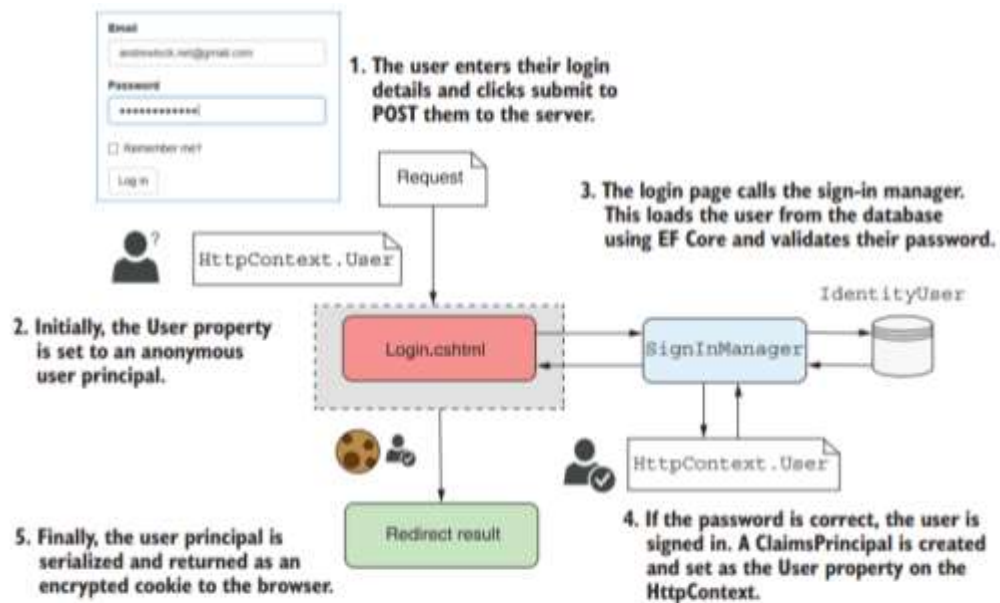 Email
andrewlock.net@gmail.com
Password
Remember me?
Log in
1. The user enters their login
details and clicks submit to
POST them to the server.
Request
3. The login page calls the sign-in manager.
This loads the user from the database
using EF Core and validates their password.
?
HttpContext.User
IdentityUser
2. Initially, the User property
is set to an anonymous
user principal.
Login.cshtml
SignInManager
HttpContext.User
5. Finally, the user principal is
serialized and returned as an
encrypted cookie to the browser.
Redirect result
4. If the password is correct, the user is
signed in. A ClaimsPrincipal is created
and set as the User property on the
HttpContext.